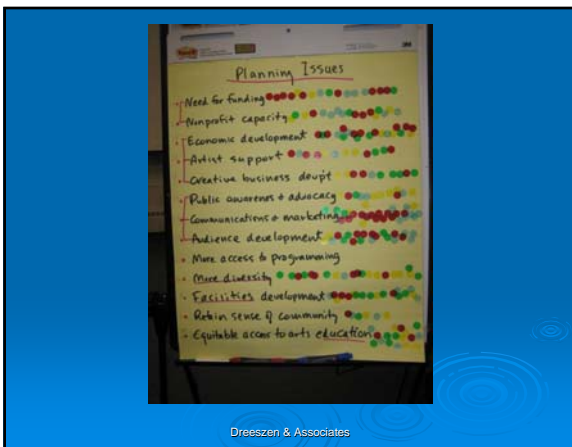 Planning Issues
• Need for funding
• Nonprofit capacity
• Economic development
• Artist support
• Creative business devpt
• Public awarenes + advocacy
• Communications + marketing
• Audience development
• More access to programming
• More diversity
• Facilities development
• Retain sense of community
• Equitable access to arts education
Dreeszen & Associates